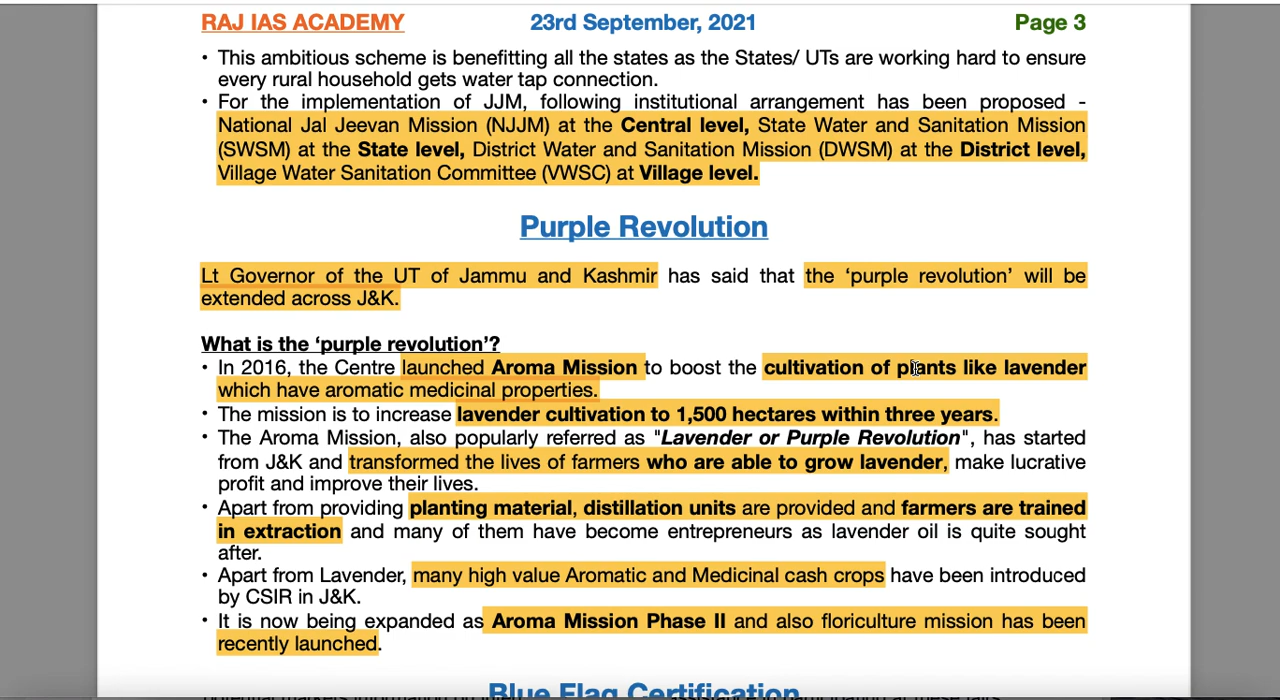 RAJ IAS ACADEMY 23rd September, 2021 Page 3
• This ambitious scheme is benefitting all the states as the States/ UTs are working hard to ensure
every rural household gets water tap connection.
• For the implementation of JJM, following institutional arrangement has been proposed -
National Jal Jeevan Mission (NJJM) at the Central level, State Water and Sanitation Mission
(SWSM) at the State level, District Water and Sanitation Mission (DWSM) at the District level,
Village Water Sanitation Committee (VWSC) at Village level.
Purple Revolution
Lt Governor of the UT of Jammu and Kashmir has said that the ‘purple revolution’ will be
extended across J&K.
What is the ‘purple revolution’?
• In 2016, the Centre launched Aroma Mission to boost the cultivation of plants like lavender
which have aromatic medicinal properties.
• The mission is to increase lavender cultivation to 1,500 hectares within three years.
• The Aroma Mission, also popularly referred as "Lavender or Purple Revolution", has started
from J&K and transformed the lives of farmers who are able to grow lavender, make lucrative
profit and improve their lives.
• Apart from providing planting material, distillation units are provided and farmers are trained
in extraction and many of them have become entrepreneurs as lavender oil is quite sought
after.
• Apart from Lavender, many high value Aromatic and Medicinal cash crops have been introduced
by CSIR in J&K.
• It is now being expanded as Aroma Mission Phase II and also floriculture mission has been
recently launched.
Blue Flag Certification